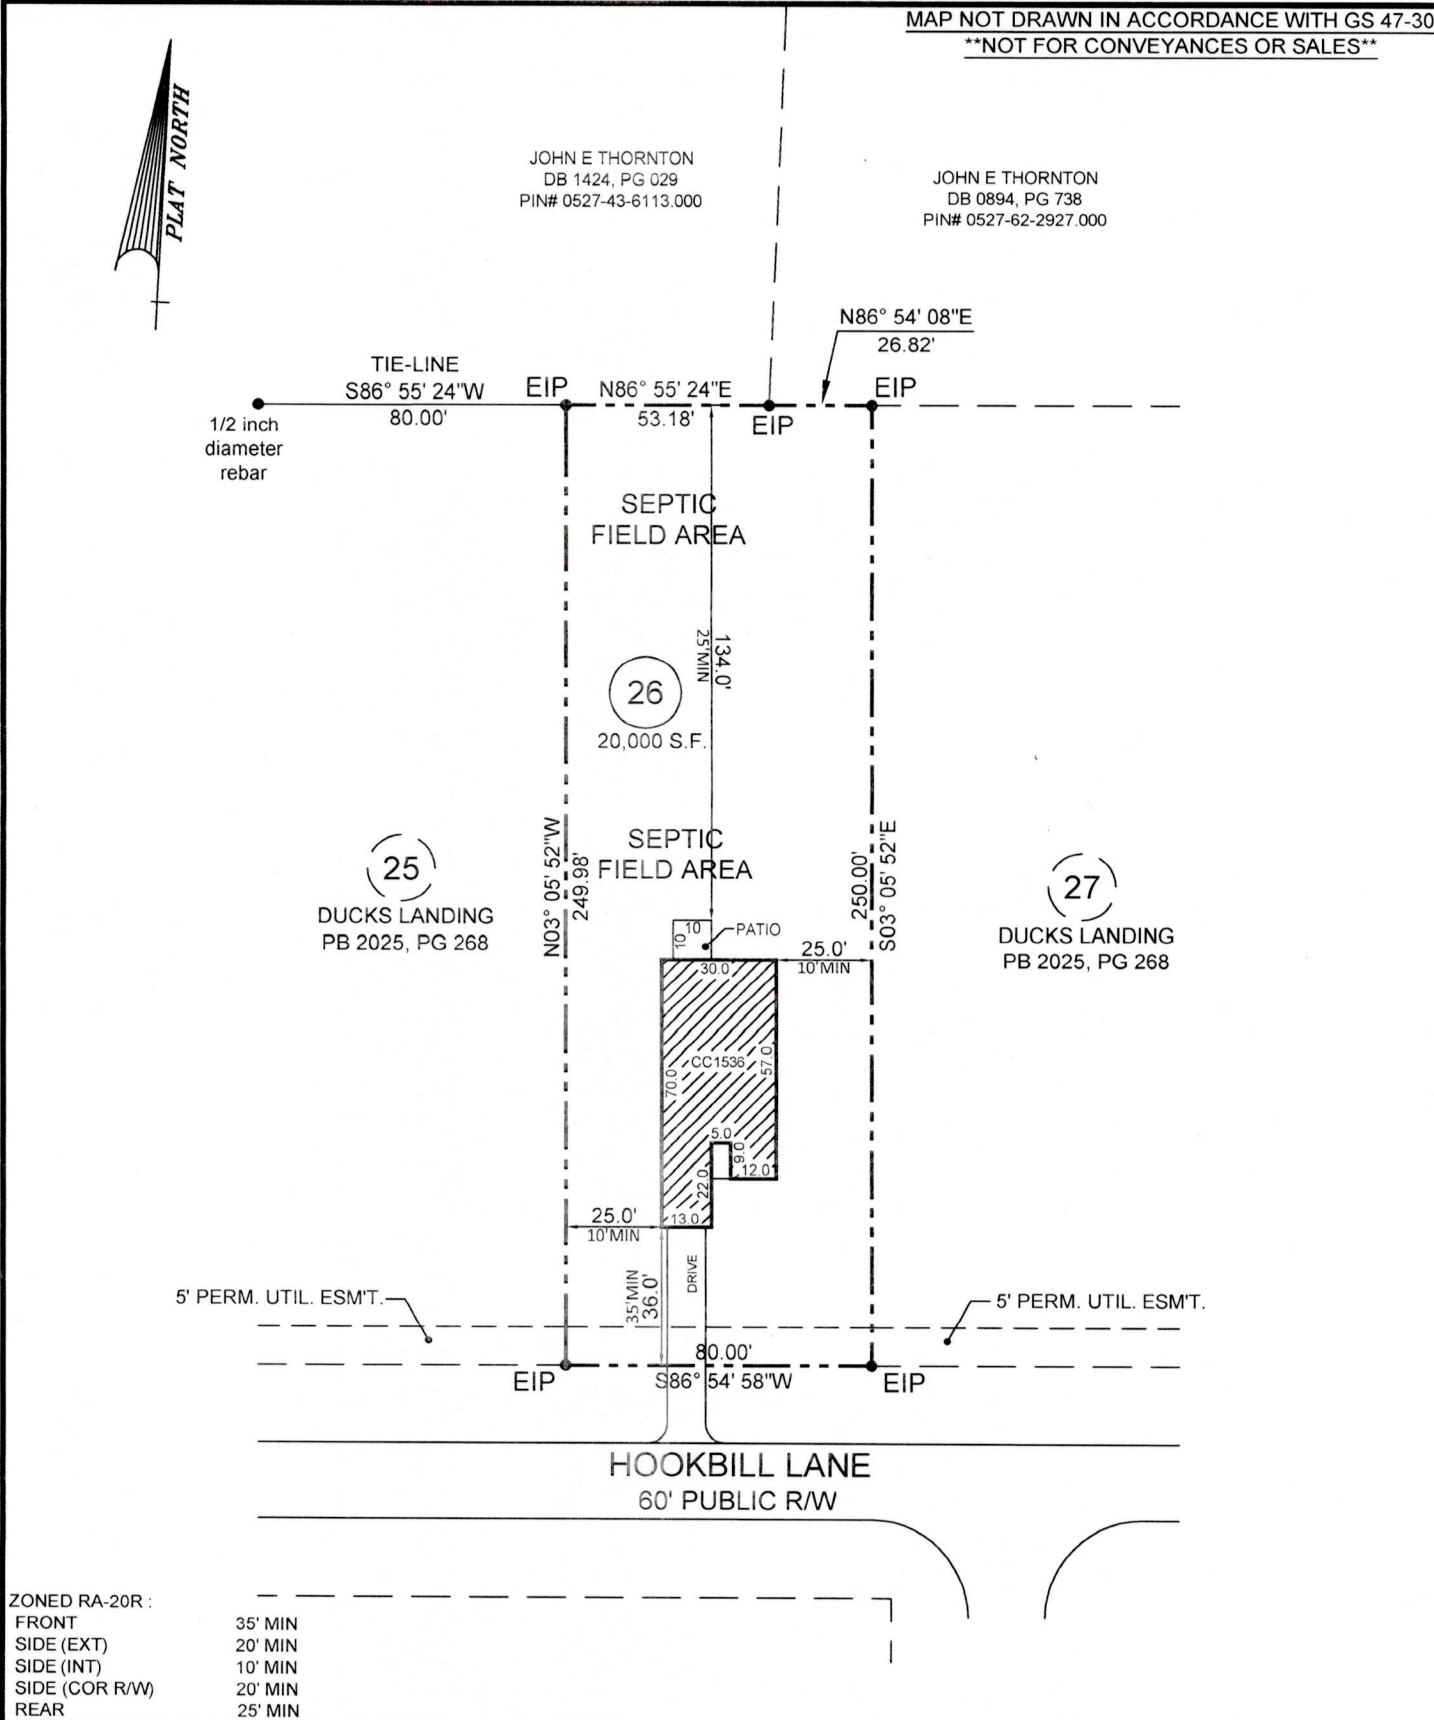 MAP NOT DRAWN IN ACCORDANCE WITH GS 47-30
**NOT FOR CONVEYANCES OR SALES**
PLAT NORTH
JOHN E THORNTON
DB 1424, PG 029
PIN# 0527-43-6113.000
JOHN E THORNTON
DB 0894, PG 738
PIN# 0527-62-2927.000
N86° 54' 08"E
26.82'
TIE-LINE
S86° 55' 24"W
80.00'
EIP
N86° 55' 24"E
53.18'
EIP
EIP
1/2 inch
diameter
rebar
SEPTIC
FIELD AREA
134.0'
25'MIN
26
20,000 S.F.
SEPTIC
FIELD AREA
N03° 05' 52"W
249.98'
250.00'
S03° 05' 52"E
25
DUCKS LANDING
PB 2025, PG 268
27
DUCKS LANDING
PB 2025, PG 268
10
10
PATIO
25.0'
10'MIN
30.0
CC1536
70.0
57.0
5.0
9.0
12.0
22.0
13.0
25.0'
10'MIN
35'MIN
36.0'
DRIVE
5' PERM. UTIL. ESM'T.
5' PERM. UTIL. ESM'T.
80.00'
S86° 54' 58"W
EIP
EIP
HOOKBILL LANE
60' PUBLIC R/W
ZONED RA-20R :
FRONT 35' MIN
SIDE (EXT) 20' MIN
SIDE (INT) 10' MIN
SIDE (COR R/W) 20' MIN
REAR 25' MIN